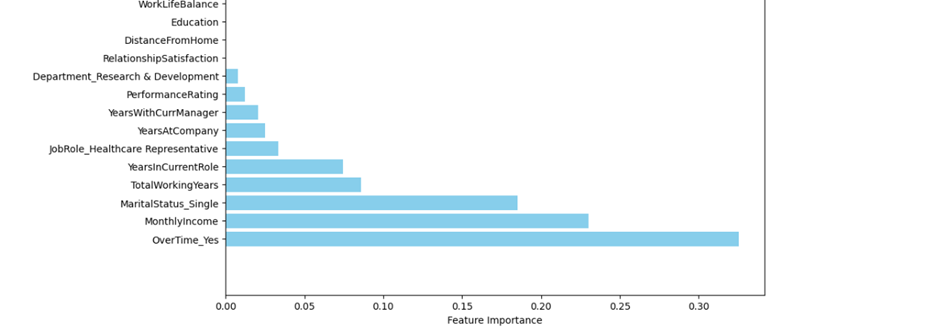 WorkLifeBalance
Education
DistanceFromHome
RelationshipSatisfaction
Department_Research & Development
PerformanceRating
YearsWithCurrManager
YearsAtCompany
JobRole_Healthcare Representative
YearsInCurrentRole
TotalWorkingYears
MaritalStatus_Single
MonthlyIncome
OverTime_Yes
0.00 0.05 0.10 0.15 0.20 0.25 0.30
Feature Importance